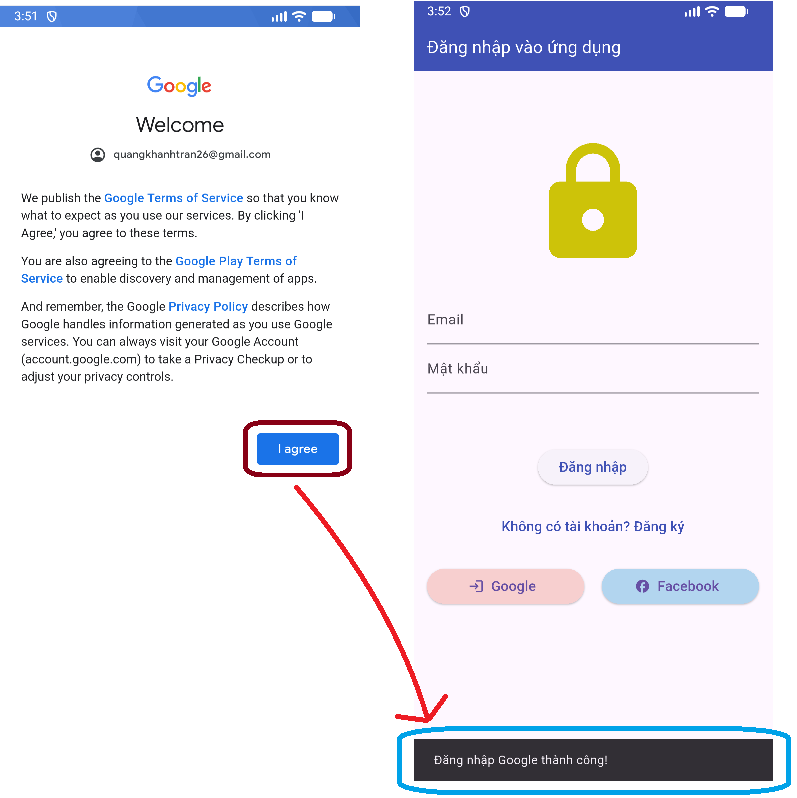 3:51
Google
Welcome
quangkhanhtran26@gmail.com
We publish the Google Terms of Service so that you know
what to expect as you use our services. By clicking 'I
Agree,' you agree to these terms.
You are also agreeing to the Google Play Terms of
Service to enable discovery and management of apps.
And remember, the Google Privacy Policy describes how
Google handles information generated as you use Google
services. You can always visit your Google Account
(account.google.com) to take a Privacy Checkup or to
adjust your privacy controls.
I agree
3:52
Đăng nhập vào ứng dụng
Email
Mật khẩu
Đăng nhập
Không có tài khoản? Đăng ký
Google
Facebook
Đăng nhập Google thành công!